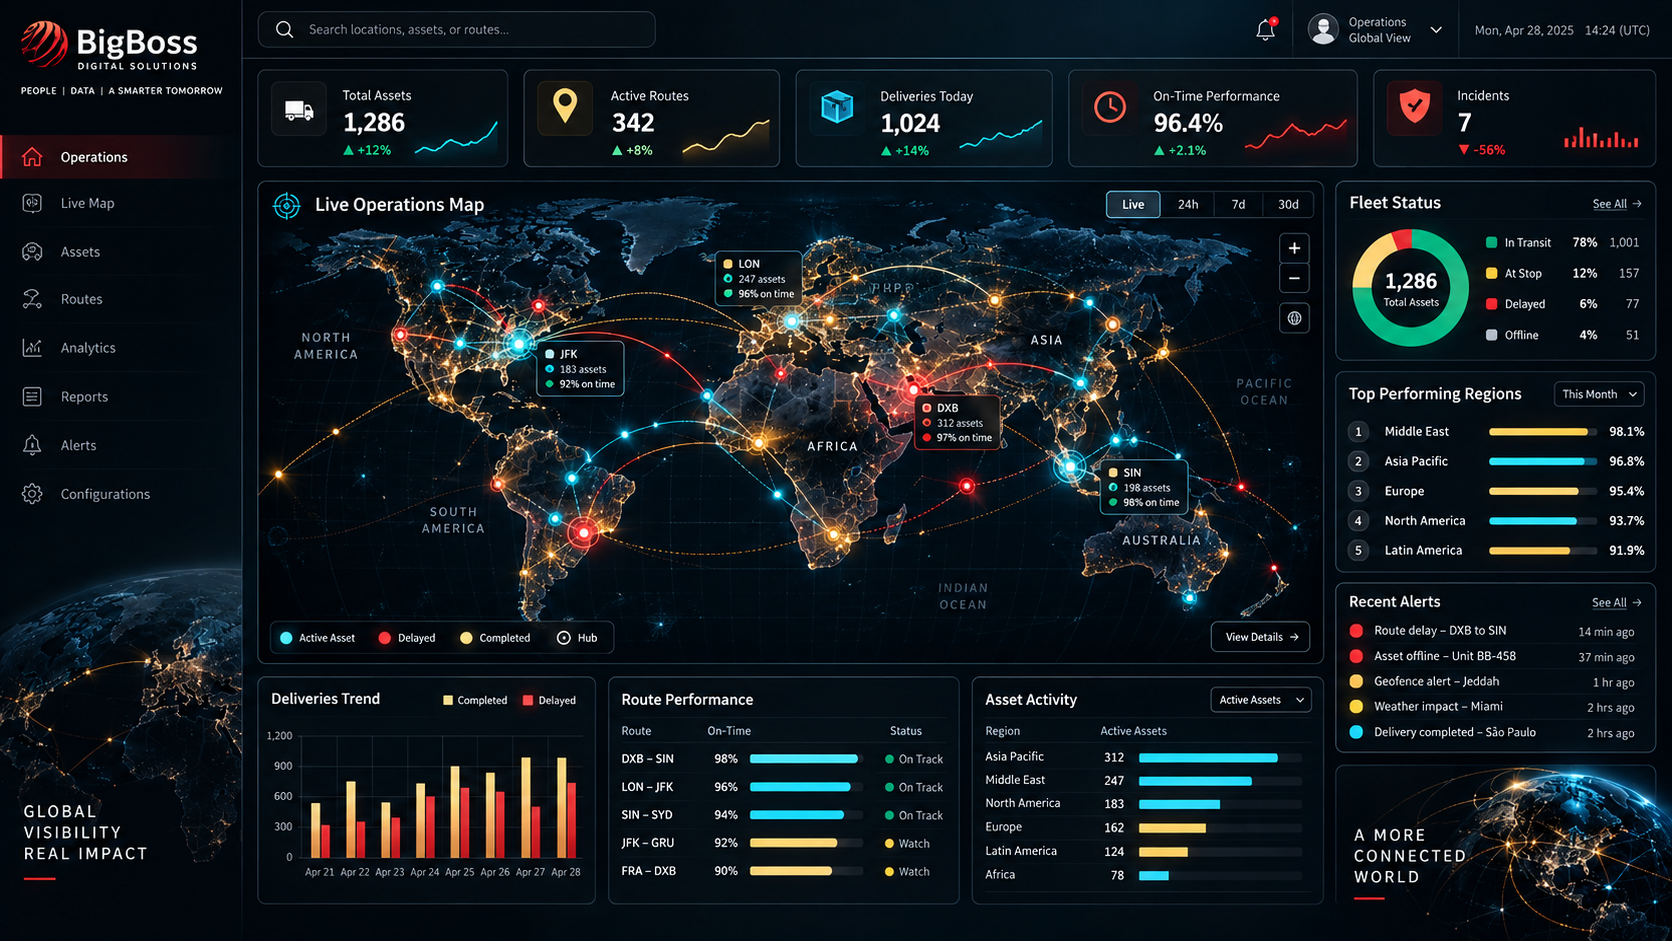 BigBoss
DIGITAL SOLUTIONS
PEOPLE | DATA | A SMARTER TOMORROW
Operations
Live Map
Assets
Routes
Analytics
Reports
Alerts
Configurations
GLOBAL
VISIBILITY
REAL IMPACT
Search locations, assets, or routes...
Operations
Global View
Mon, Apr 28, 2025 14:24 (UTC)
Total Assets
1,286
▲ +12%
Active Routes
342
▲ +8%
Deliveries Today
1,024
▲ +14%
On-Time Performance
96.4%
▲ +2.1%
Incidents
7
▼ -56%
Live Operations Map
Live 24h 7d 30d
+
−
LON
247 assets
96% on time
NORTH
AMERICA
JFK
183 assets
92% on time
ASIA
PACIFIC
OCEAN
DXB
312 assets
97% on time
AFRICA
SIN
198 assets
98% on time
SOUTH
AMERICA
AUSTRALIA
INDIAN
OCEAN
Active Asset Delayed Completed Hub
View Details →
Fleet Status See All →
1,286
Total Assets
In Transit 78% 1,001
At Stop 12% 157
Delayed 6% 77
Offline 4% 51
Top Performing Regions This Month
1 Middle East 98.1%
2 Asia Pacific 96.8%
3 Europe 95.4%
4 North America 93.7%
5 Latin America 91.9%
Recent Alerts See All →
Route delay – DXB to SIN 14 min ago
Asset offline – Unit BB-458 37 min ago
Geofence alert – Jeddah 1 hr ago
Weather impact – Miami 2 hrs ago
Delivery completed – São Paulo 2 hrs ago
Deliveries Trend Completed Delayed
1,200
900
600
300
0
Apr 21 Apr 22 Apr 23 Apr 24 Apr 25 Apr 26 Apr 27 Apr 28
Route Performance
Route On-Time Status
DXB – SIN 98% On Track
LON – JFK 96% On Track
SIN – SYD 94% On Track
JFK – GRU 92% Watch
FRA – DXB 90% Watch
Asset Activity Active Assets
Region Active Assets
Asia Pacific 312
Middle East 247
North America 183
Europe 162
Latin America 124
Africa 78
A MORE
CONNECTED
WORLD